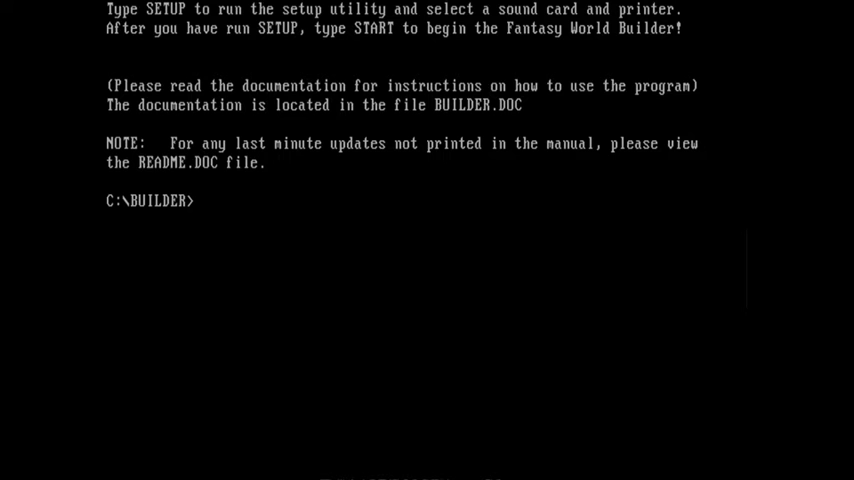 Type SETUP to run the setup utility and select a sound card and printer.
After you have run SETUP, type START to begin the Fantasy World Builder!
(Please read the documentation for instructions on how to use the program)
The documentation is located in the file BUILDER.DOC
NOTE:   For any last minute updates not printed in the manual, please view
the README.DOC file.
C:\BUILDER>